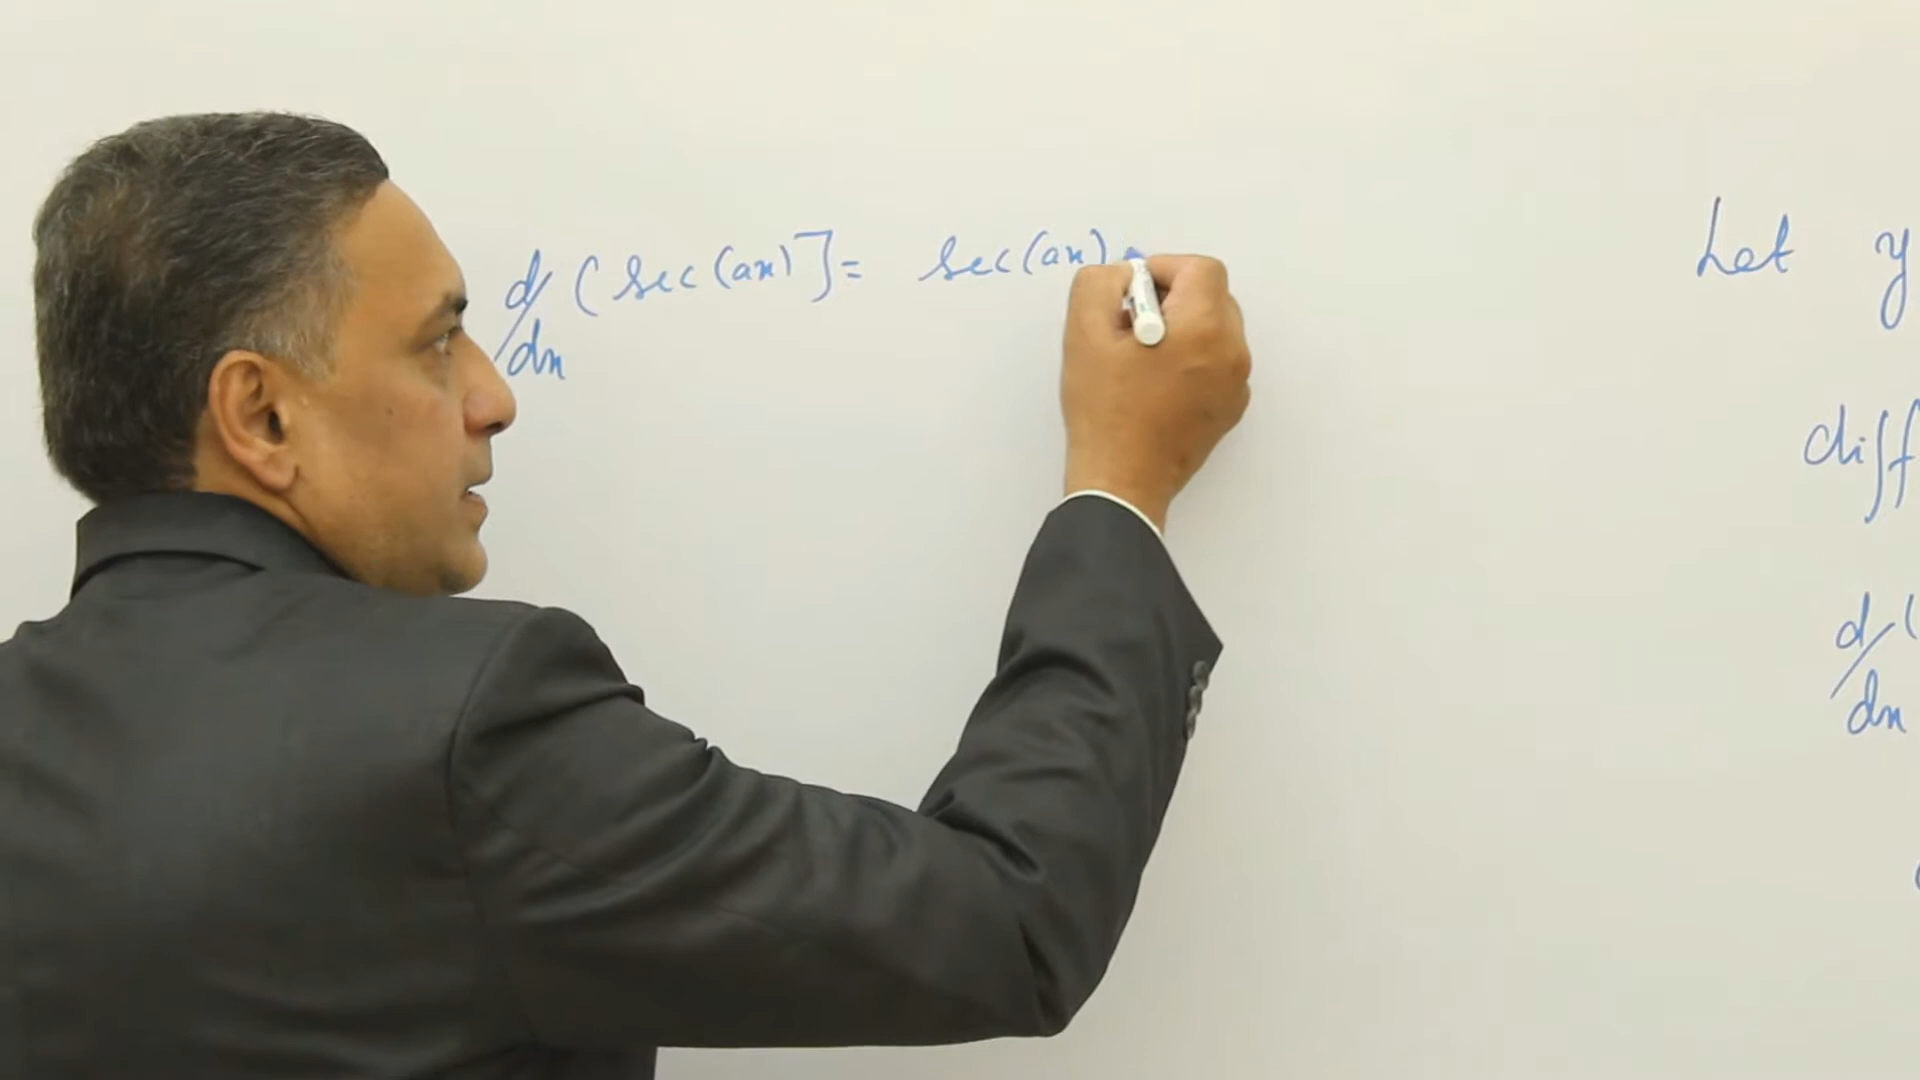 d/dx (sec(ax)] = sec(ax)
Let y
diff
d/dx (